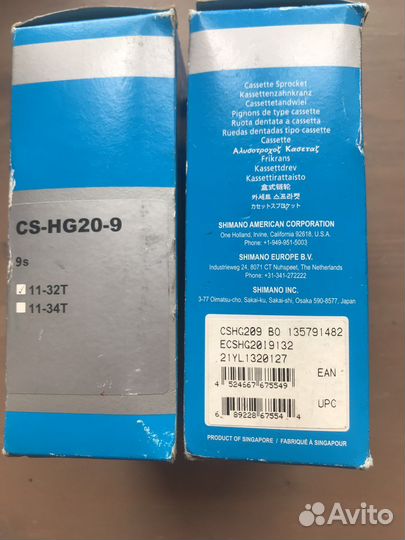 CS-HG20-9
9s
11-32T
11-34T
Cassette Sprocket
Kassettenzahnkranz
Cassettetandwiel
Pignons de type cassette
Ruota dentata a cassetta
Ruedas dentadas tipo cassette
Cassette
Αλυσοτροχοζ Κασεταζ
Frikrans
Kassettdrev
Kassettirattaisto
盒式链轮
카세트 스프라켓
カセットスプロケット
SHIMANO AMERICAN CORPORATION
One Holland, Irvine, California 92618, U.S.A.
Phone: +1-949-951-5003
SHIMANO EUROPE B.V.
Industrieweg 24, 8071 CT Nunspeet, The Netherlands
Phone: +31-341-272222
SHIMANO INC.
3-77 Oimatsu-cho, Sakai-ku, Sakai-shi, Osaka 590-8577, Japan
CSHG209 BO 135791482
ECSHG2019132
21YL1320127
EAN
4 524667 675549
UPC
6 89228 67554 4
PRODUCT OF SINGAPORE / FABRIQUÉ À SINGAPOUR
Avito